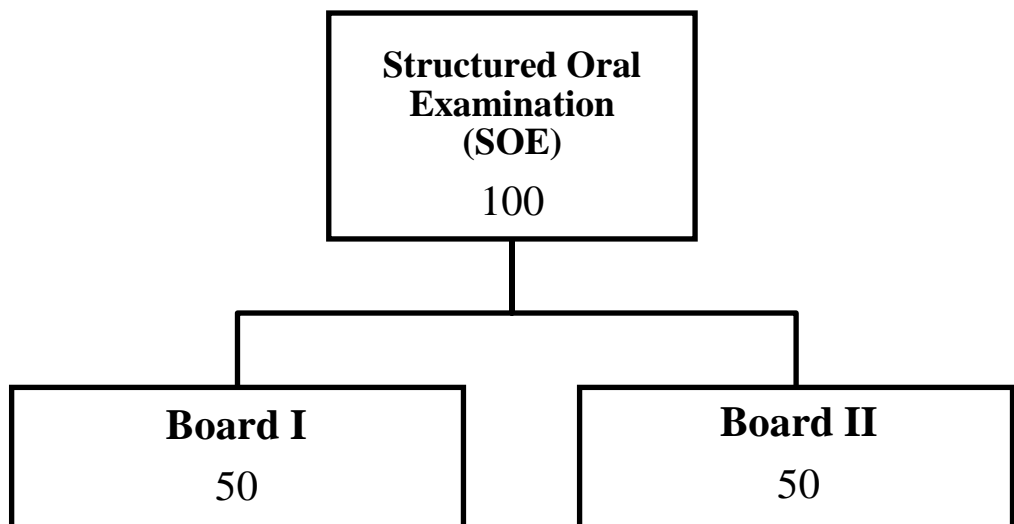 Structured Oral
Examination
(SOE)
100
Board I
50
Board II
50